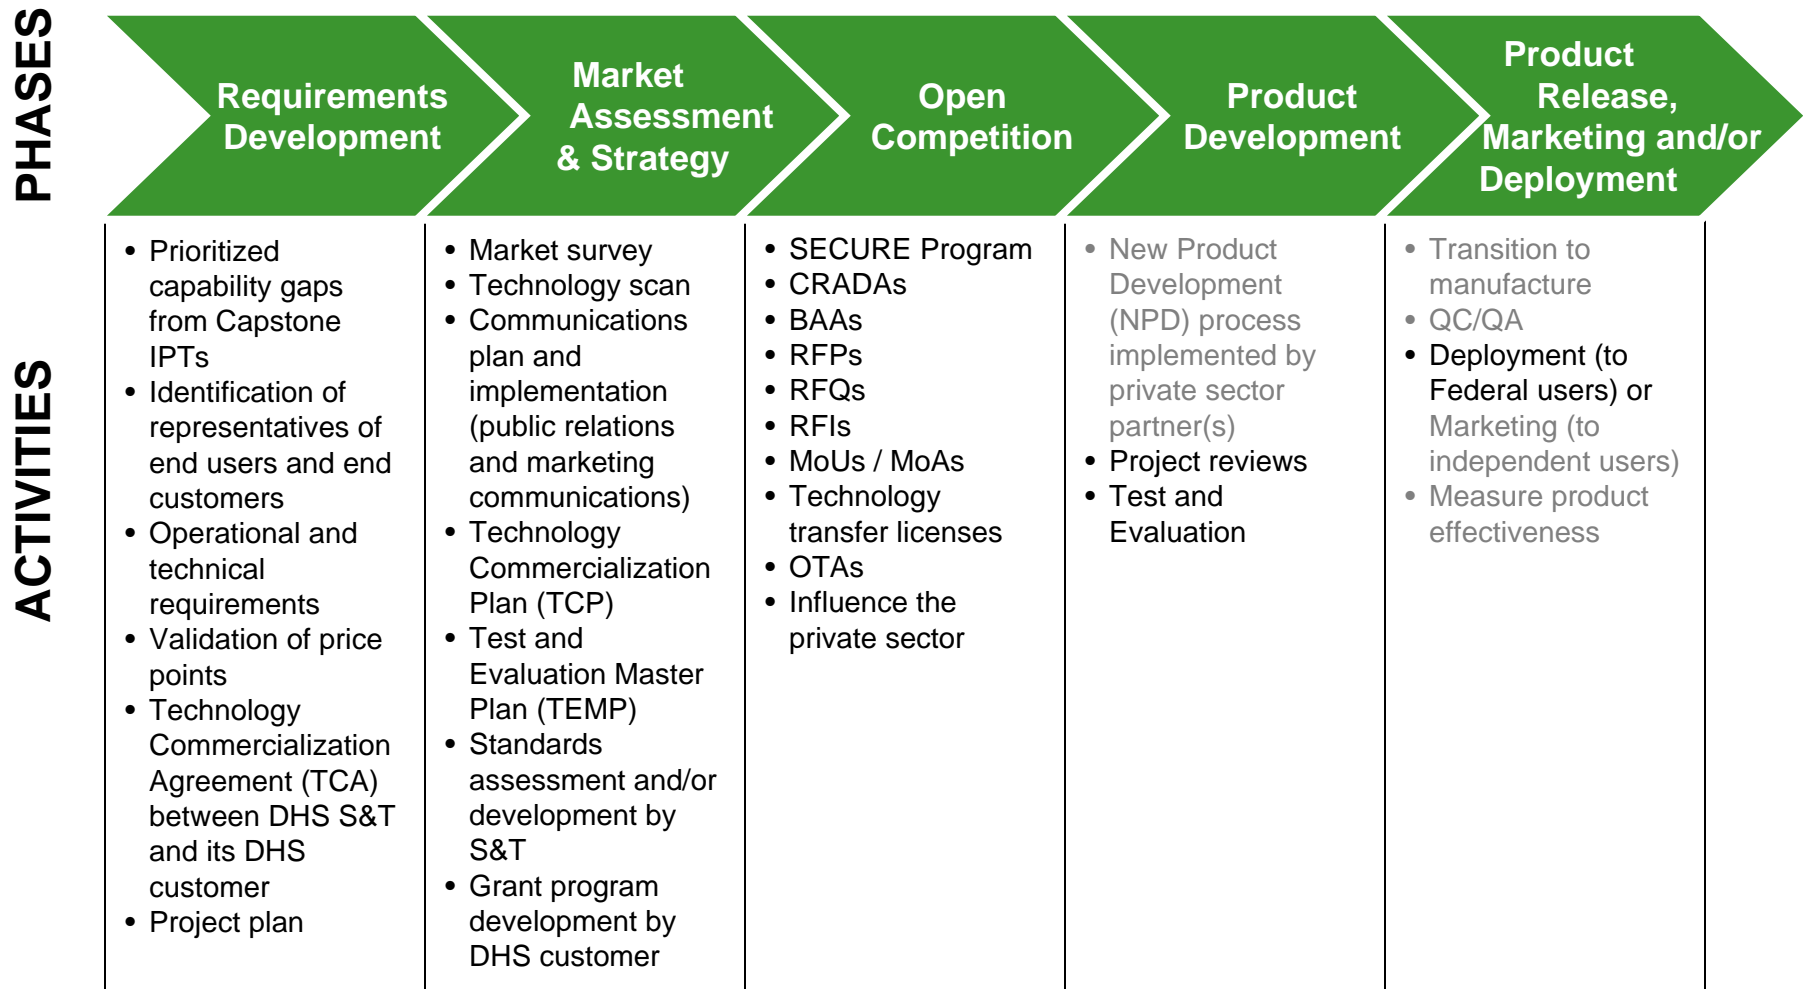 PHASES
Requirements
Development
Market
Assessment
& Strategy
Open
Competition
Product
Development
Product
Release,
Marketing and/or
Deployment
ACTIVITIES
• Prioritized
capability gaps
from Capstone
IPTs
• Identification of
representatives of
end users and end
customers
• Operational and
technical
requirements
• Validation of price
points
• Technology
Commercialization
Agreement (TCA)
between DHS S&T
and its DHS
customer
• Project plan
• Market survey
• Technology scan
• Communications
plan and
implementation
(public relations
and marketing
communications)
• Technology
Commercialization
Plan (TCP)
• Test and
Evaluation Master
Plan (TEMP)
• Standards
assessment and/or
development by
S&T
• Grant program
development by
DHS customer
• SECURE Program
• CRADAs
• BAAs
• RFPs
• RFQs
• RFIs
• MoUs / MoAs
• Technology
transfer licenses
• OTAs
• Influence the
private sector
• New Product
Development
(NPD) process
implemented by
private sector
partner(s)
• Project reviews
• Test and
Evaluation
• Transition to
manufacture
• QC/QA
• Deployment (to
Federal users) or
Marketing (to
independent users)
• Measure product
effectiveness